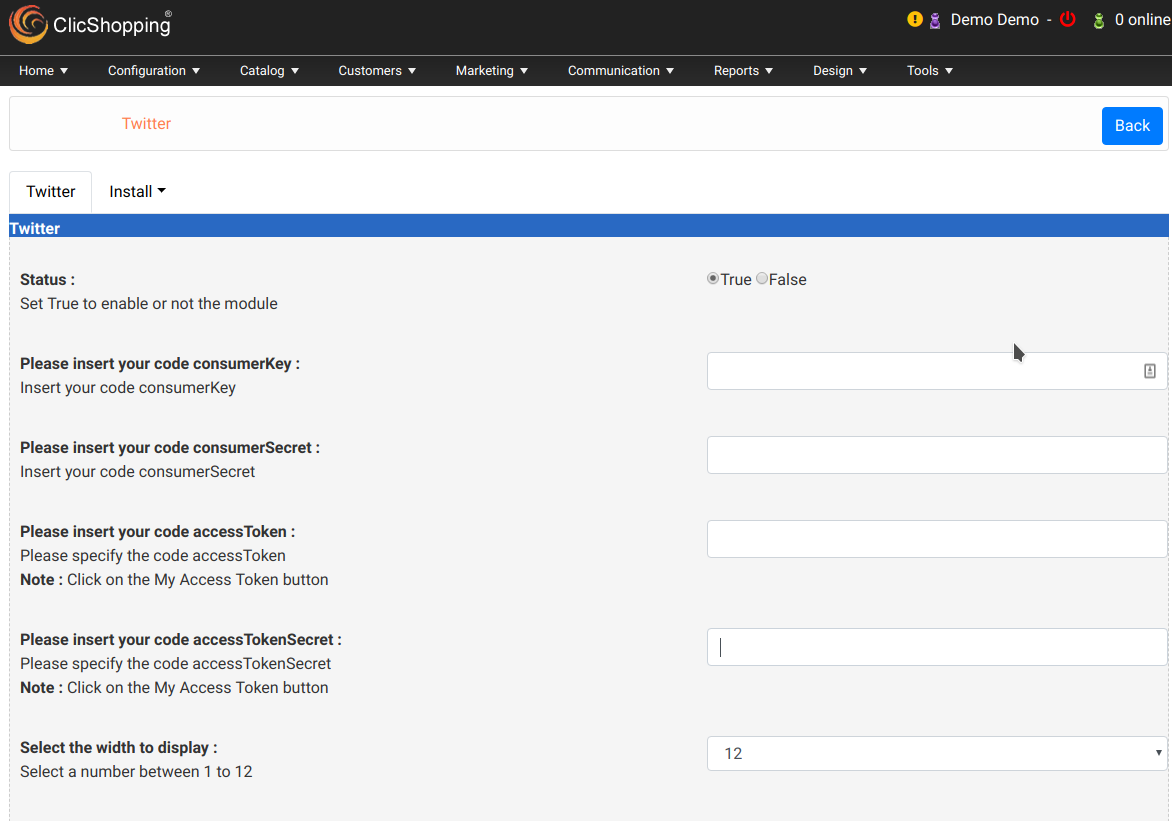 ClicShopping®
Demo Demo - 0 online
Home Configuration Catalog Customers Marketing Communication Reports Design Tools
Twitter
Back
Twitter Install
Twitter
Status :
True False
Set True to enable or not the module
Please insert your code consumerKey :
Insert your code consumerKey
Please insert your code consumerSecret :
Insert your code consumerSecret
Please insert your code accessToken :
Please specify the code accessToken
Note : Click on the My Access Token button
Please insert your code accessTokenSecret :
Please specify the code accessTokenSecret
Note : Click on the My Access Token button
Select the width to display :
12
Select a number between 1 to 12